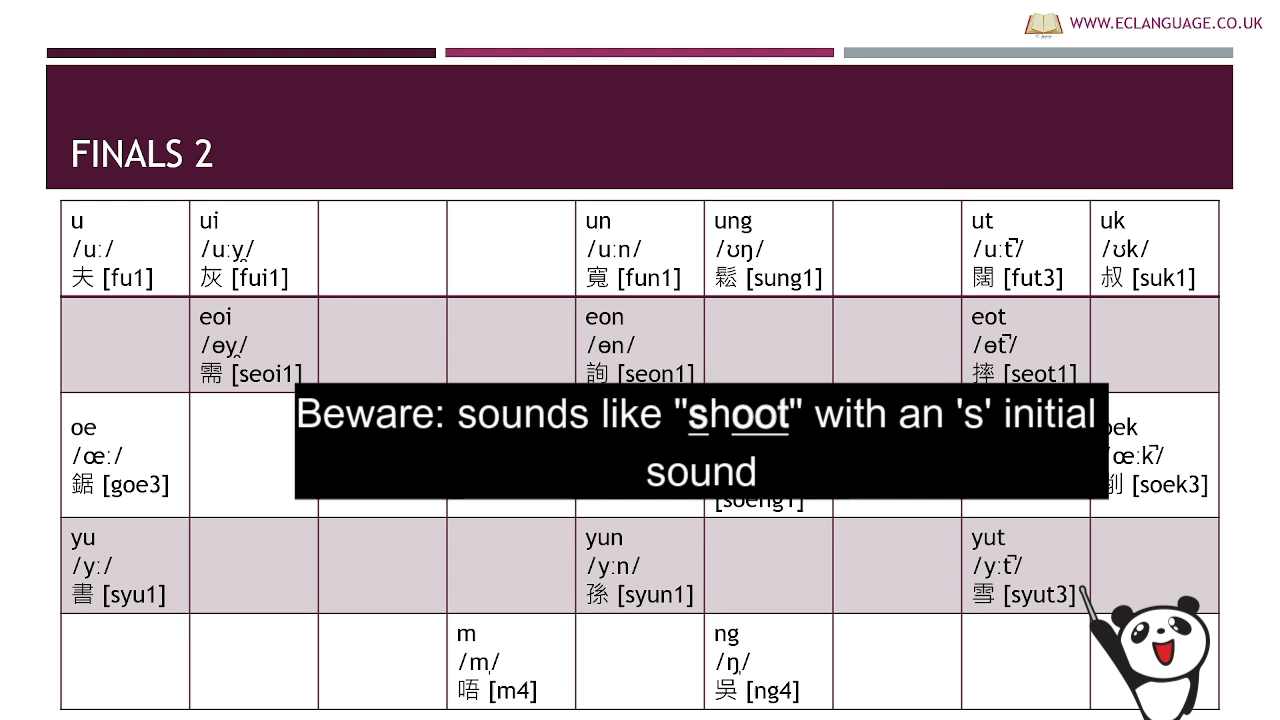 WWW.ECLANGUAGE.CO.UK
FINALS 2
u
/uː/
夫 [fu1]
ui
/uːy̯/
灰 [fui1]
un
/uːn/
寬 [fun1]
ung
/ʊŋ/
鬆 [sung1]
ut
/uːt̚/
闊 [fut3]
uk
/ʊk/
叔 [suk1]
eoi
/ɵy̯/
需 [seoi1]
eon
/ɵn/
詢 [seon1]
eot
/ɵt̚/
摔 [seot1]
Beware: sounds like "shoot" with an 's' initial
sound
oe
/œː/
鋸 [goe3]
[soeng1]
oek
/œːk̚/
削 [soek3]
yu
/yː/
書 [syu1]
yun
/yːn/
孫 [syun1]
yut
/yːt̚/
雪 [syut3]
m
/m̩/
唔 [m4]
ng
/ŋ̩/
吳 [ng4]